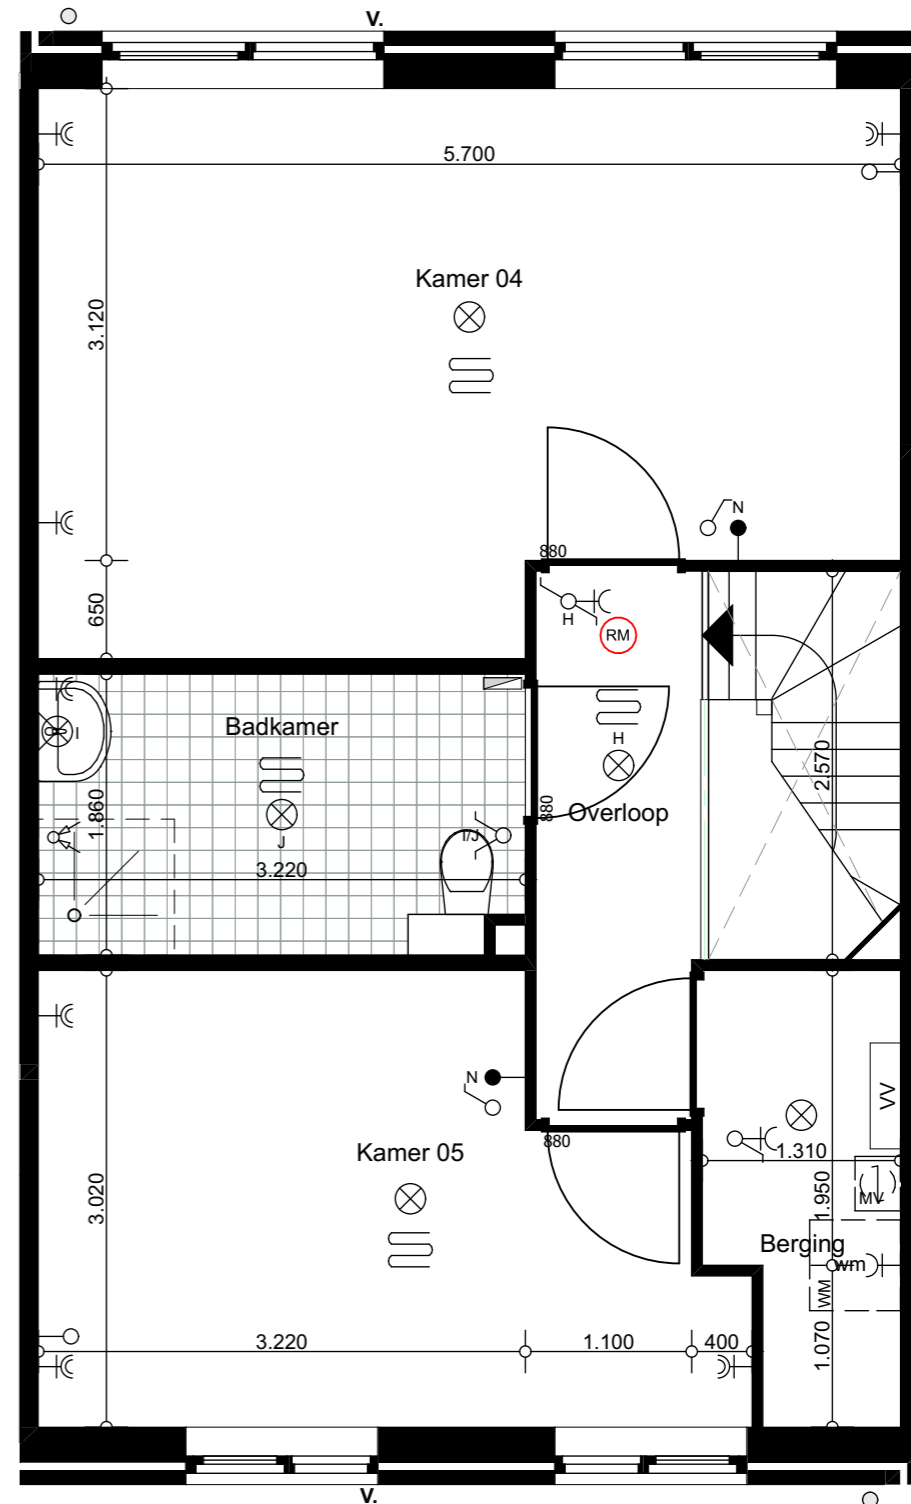 V.
5.700
Kamer 04
3.120
N
880
650
H
RM
I
Badkamer
H
2.570
1.860
880
Overloop
J
I/J
3.220
N
VV
880
Kamer 05
1.310
3.020
1.950
MV
Berging
wm
WM
3.220
1.100
400
1.070
V.